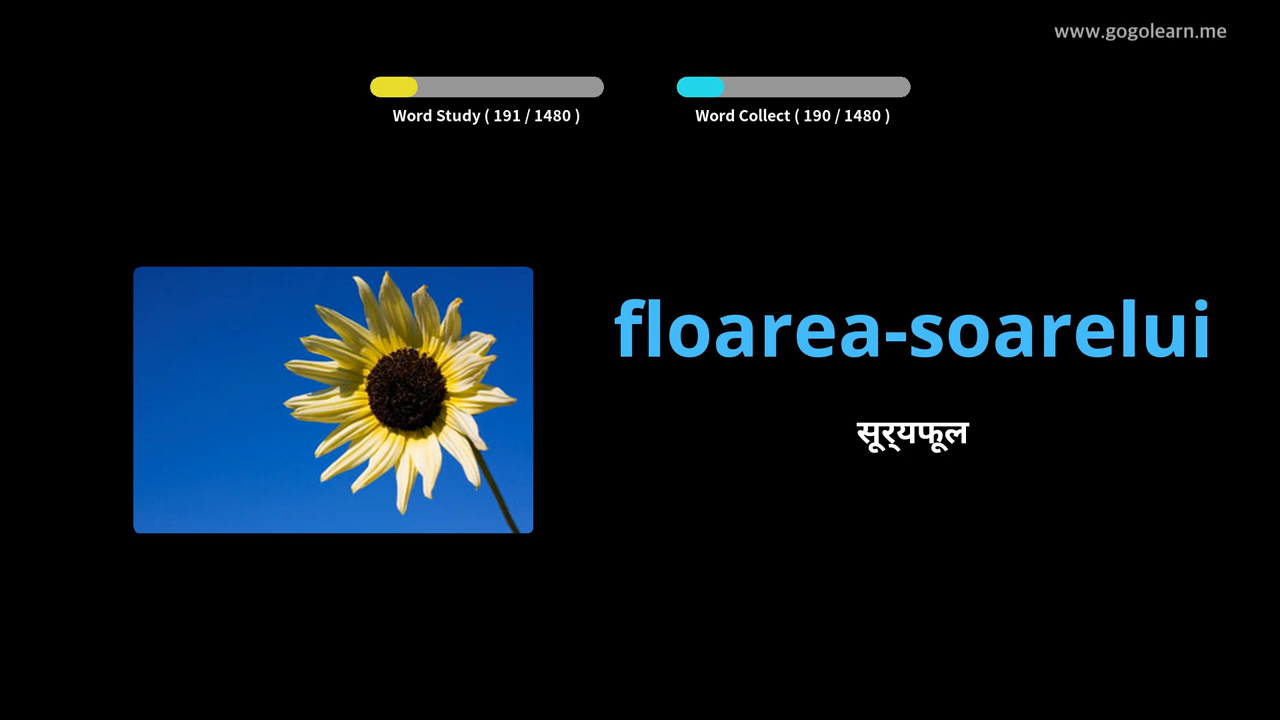 www.gogolearn.me
Word Study ( 191 / 1480 )
Word Collect ( 190 / 1480 )
floarea-soarelui
सूर्यफूल